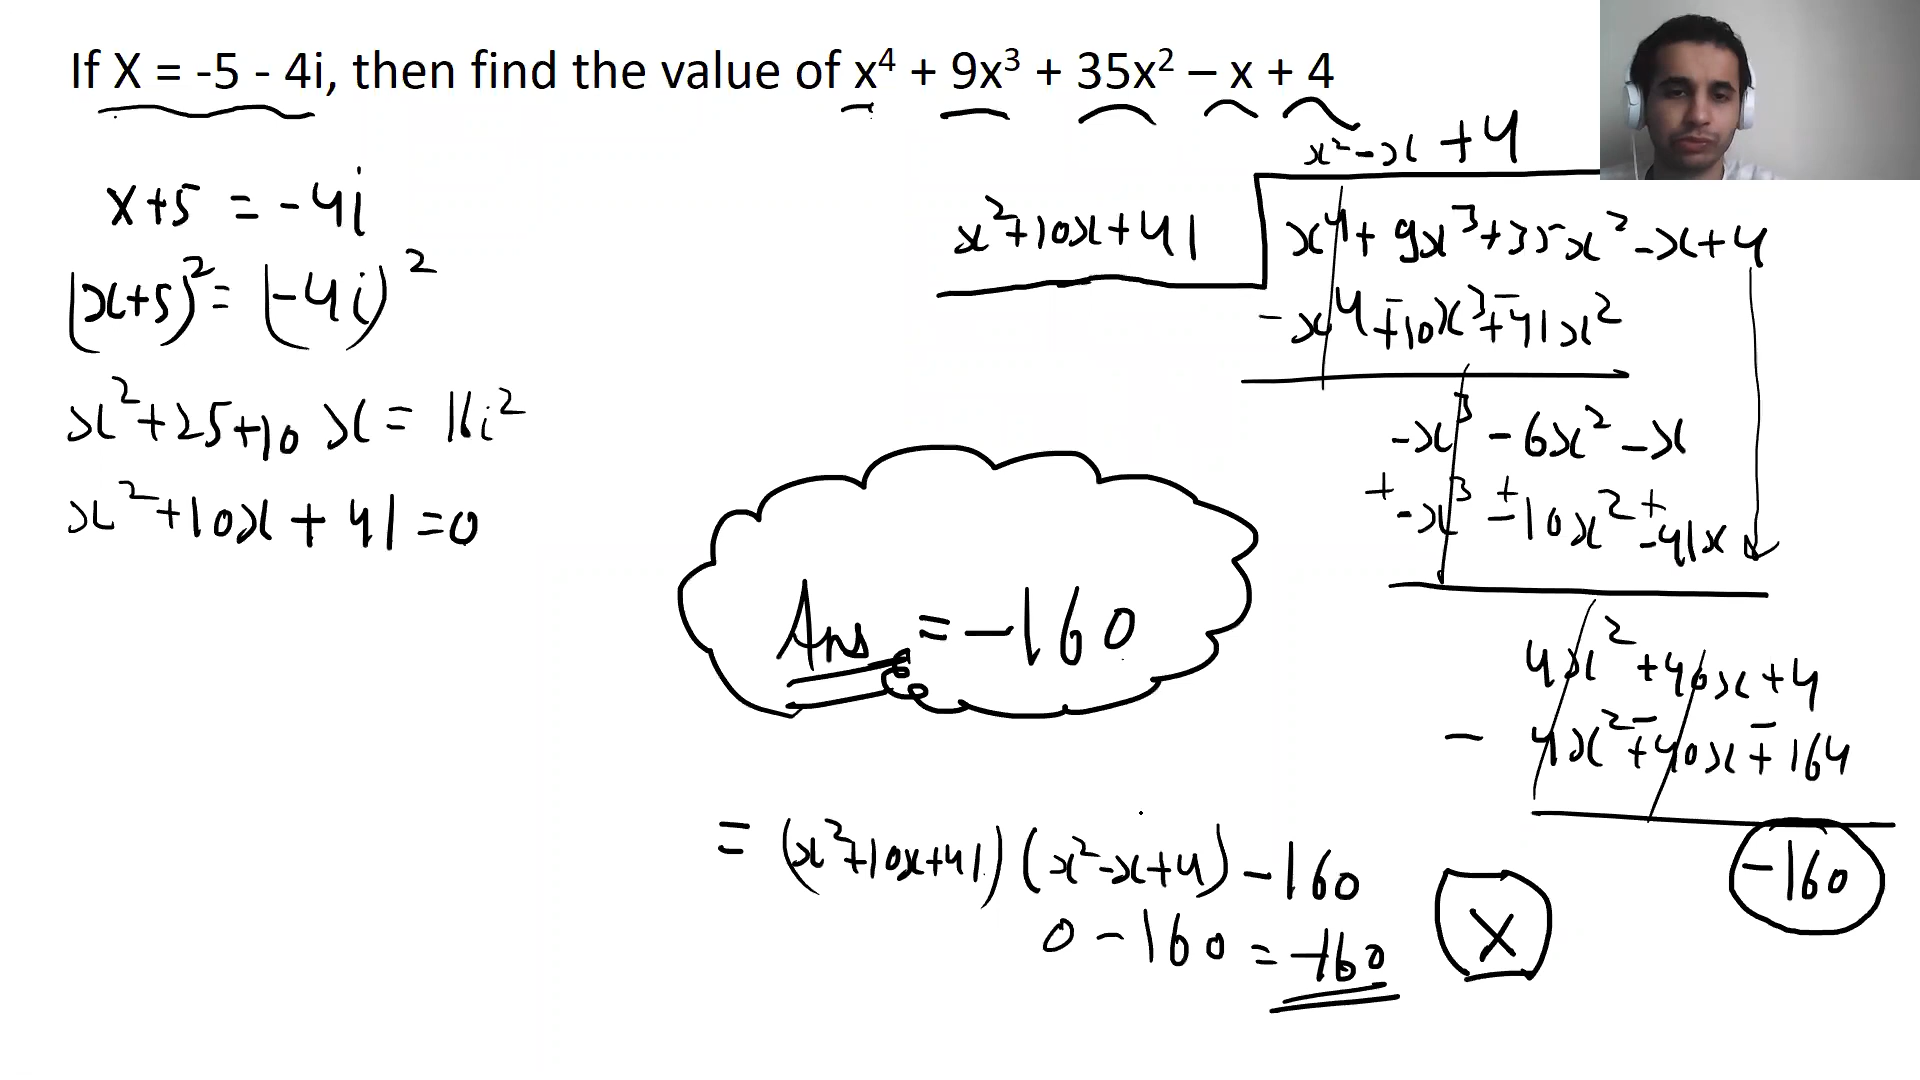 If X = -5 - 4i, then find the value of x⁴ + 9x³ + 35x² – x + 4
x+5 = -4i
(x+5)² = (-4i)²
x²+25+10x = 16i²
x²+10x+41=0
x²-x+4
x²+10x+41
x⁴+9x³+35x²-x+4
-x⁴+10x³+41x²
- -
-x³-6x²-x
-x³-10x²-41x
+ + +
4x²+40x+4
- 4x²+40x+164
- -
-160
Ans = -160
= (x²+10x+41)(x²-x+4)-160
0-160 = -160
X